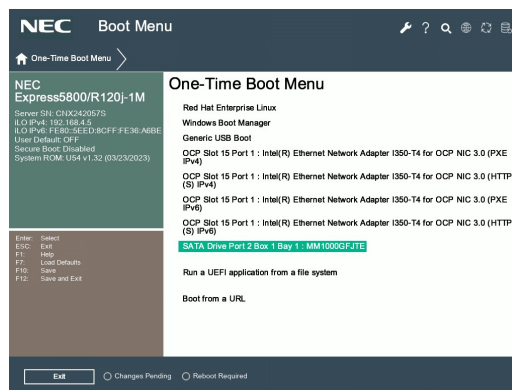 NEC Boot Menu
One-Time Boot Menu
NEC
Express5800/R120j-1M
Server SN: CNX242057S
iLO IPv4: 192.168.4.5
iLO IPv6: FE80::5EED:8CFF:FE36:A6BE
User Default: OFF
Secure Boot: Disabled
System ROM: U54 v1.32 (03/23/2023)
Enter: Select
ESC: Exit
F1: Help
F7: Load Defaults
F10: Save
F12: Save and Exit
One-Time Boot Menu
Red Hat Enterprise Linux
Windows Boot Manager
Generic USB Boot
OCP Slot 15 Port 1 : Intel(R) Ethernet Network Adapter I350-T4 for OCP NIC 3.0 (PXE
IPv4)
OCP Slot 15 Port 1 : Intel(R) Ethernet Network Adapter I350-T4 for OCP NIC 3.0 (HTTP
(S) IPv4)
OCP Slot 15 Port 1 : Intel(R) Ethernet Network Adapter I350-T4 for OCP NIC 3.0 (PXE
IPv6)
OCP Slot 15 Port 1 : Intel(R) Ethernet Network Adapter I350-T4 for OCP NIC 3.0 (HTTP
(S) IPv6)
SATA Drive Port 2 Box 1 Bay 1 : MM1000GFJTE
Run a UEFI application from a file system
Boot from a URL
Exit
Changes Pending
Reboot Required